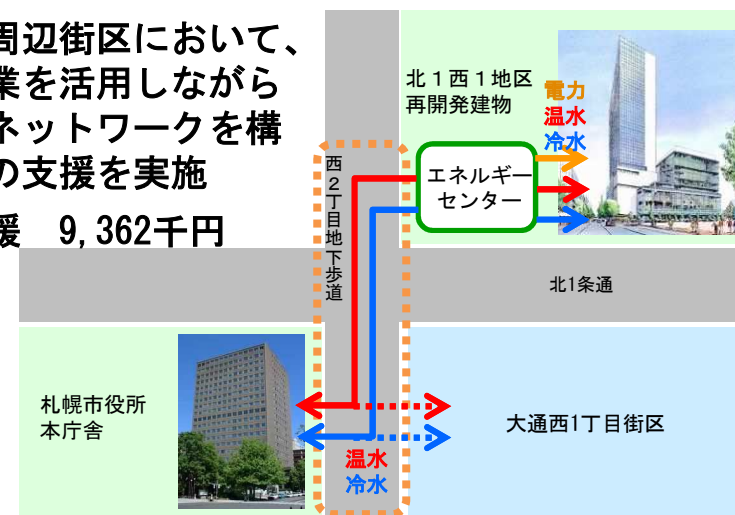 周辺街区において、
業を活用しながら
ネットワークを構
の支援を実施
援　9,362千円
北１西１地区
再開発建物
電力
温水
冷水
エネルギー
センター
西２丁目地下歩道
北1条通
札幌市役所
本庁舎
大通西1丁目街区
温水
冷水